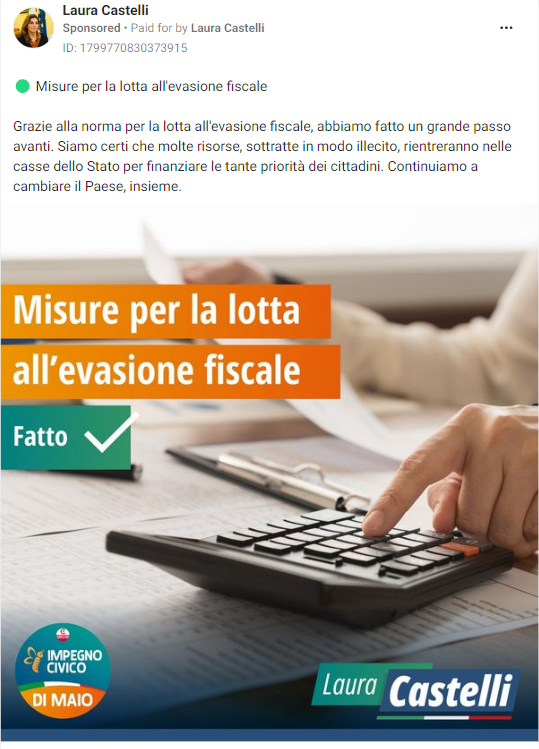 Laura Castelli
Sponsored • Paid for by Laura Castelli
ID: 1799770830373915
Misure per la lotta all'evasione fiscale
Grazie alla norma per la lotta all'evasione fiscale, abbiamo fatto un grande passo
avanti. Siamo certi che molte risorse, sottratte in modo illecito, rientreranno nelle
casse dello Stato per finanziare le tante priorità dei cittadini. Continuiamo a
cambiare il Paese, insieme.
Misure per la lotta
all'evasione fiscale
Fatto
IMPEGNO
CIVICO
DI MAIO
Laura Castelli